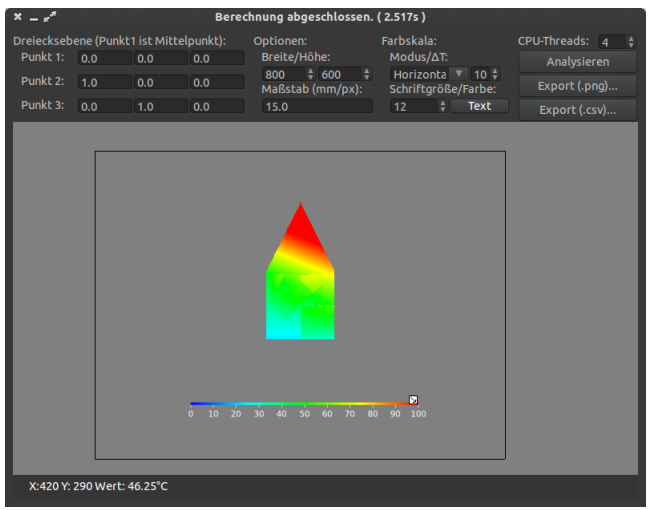 Berechnung abgeschlossen. ( 2.517s )
Dreiecksebene (Punkt1 ist Mittelpunkt): Optionen: Farbskala: CPU-Threads: 4
Punkt 1: 0.0 0.0 0.0 Breite/Höhe: Modus/ΔT: Analysieren
800 600 Horizonta 10
Punkt 2: 1.0 0.0 0.0 Maßstab (mm/px): Schriftgröße/Farbe: Export (.png)...
Punkt 3: 0.0 1.0 0.0 15.0 12 Text Export (.csv)...
0 10 20 30 40 50 60 70 80 90 100
X:420 Y: 290 Wert: 46.25°C